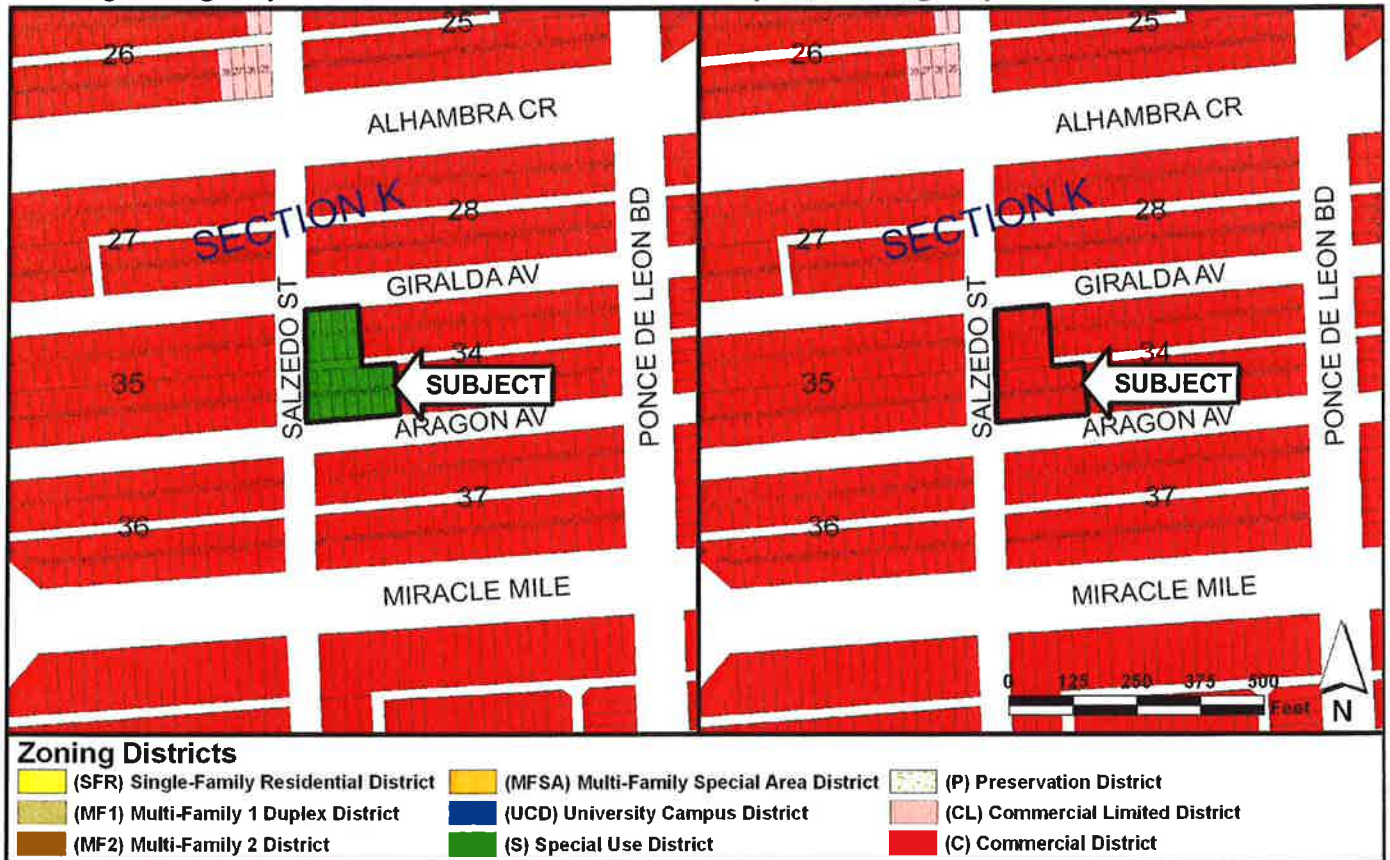 25
26
ALHAMBRA CR
SECTION K
28
27
GIRALDA AV
SALZEDO ST
PONCE DE LEON BD
34
35
SUBJECT
ARAGON AV
37
36
MIRACLE MILE
25
26
ALHAMBRA CR
SECTION K
28
27
GIRALDA AV
SALZEDO ST
PONCE DE LEON BD
34
35
SUBJECT
ARAGON AV
37
36
MIRACLE MILE
0 125 250 375 500
Feet
N
Zoning Districts
(SFR) Single-Family Residential District
(MFSA) Multi-Family Special Area District
(P) Preservation District
(MF1) Multi-Family 1 Duplex District
(UCD) University Campus District
(CL) Commercial Limited District
(MF2) Multi-Family 2 District
(S) Special Use District
(C) Commercial District